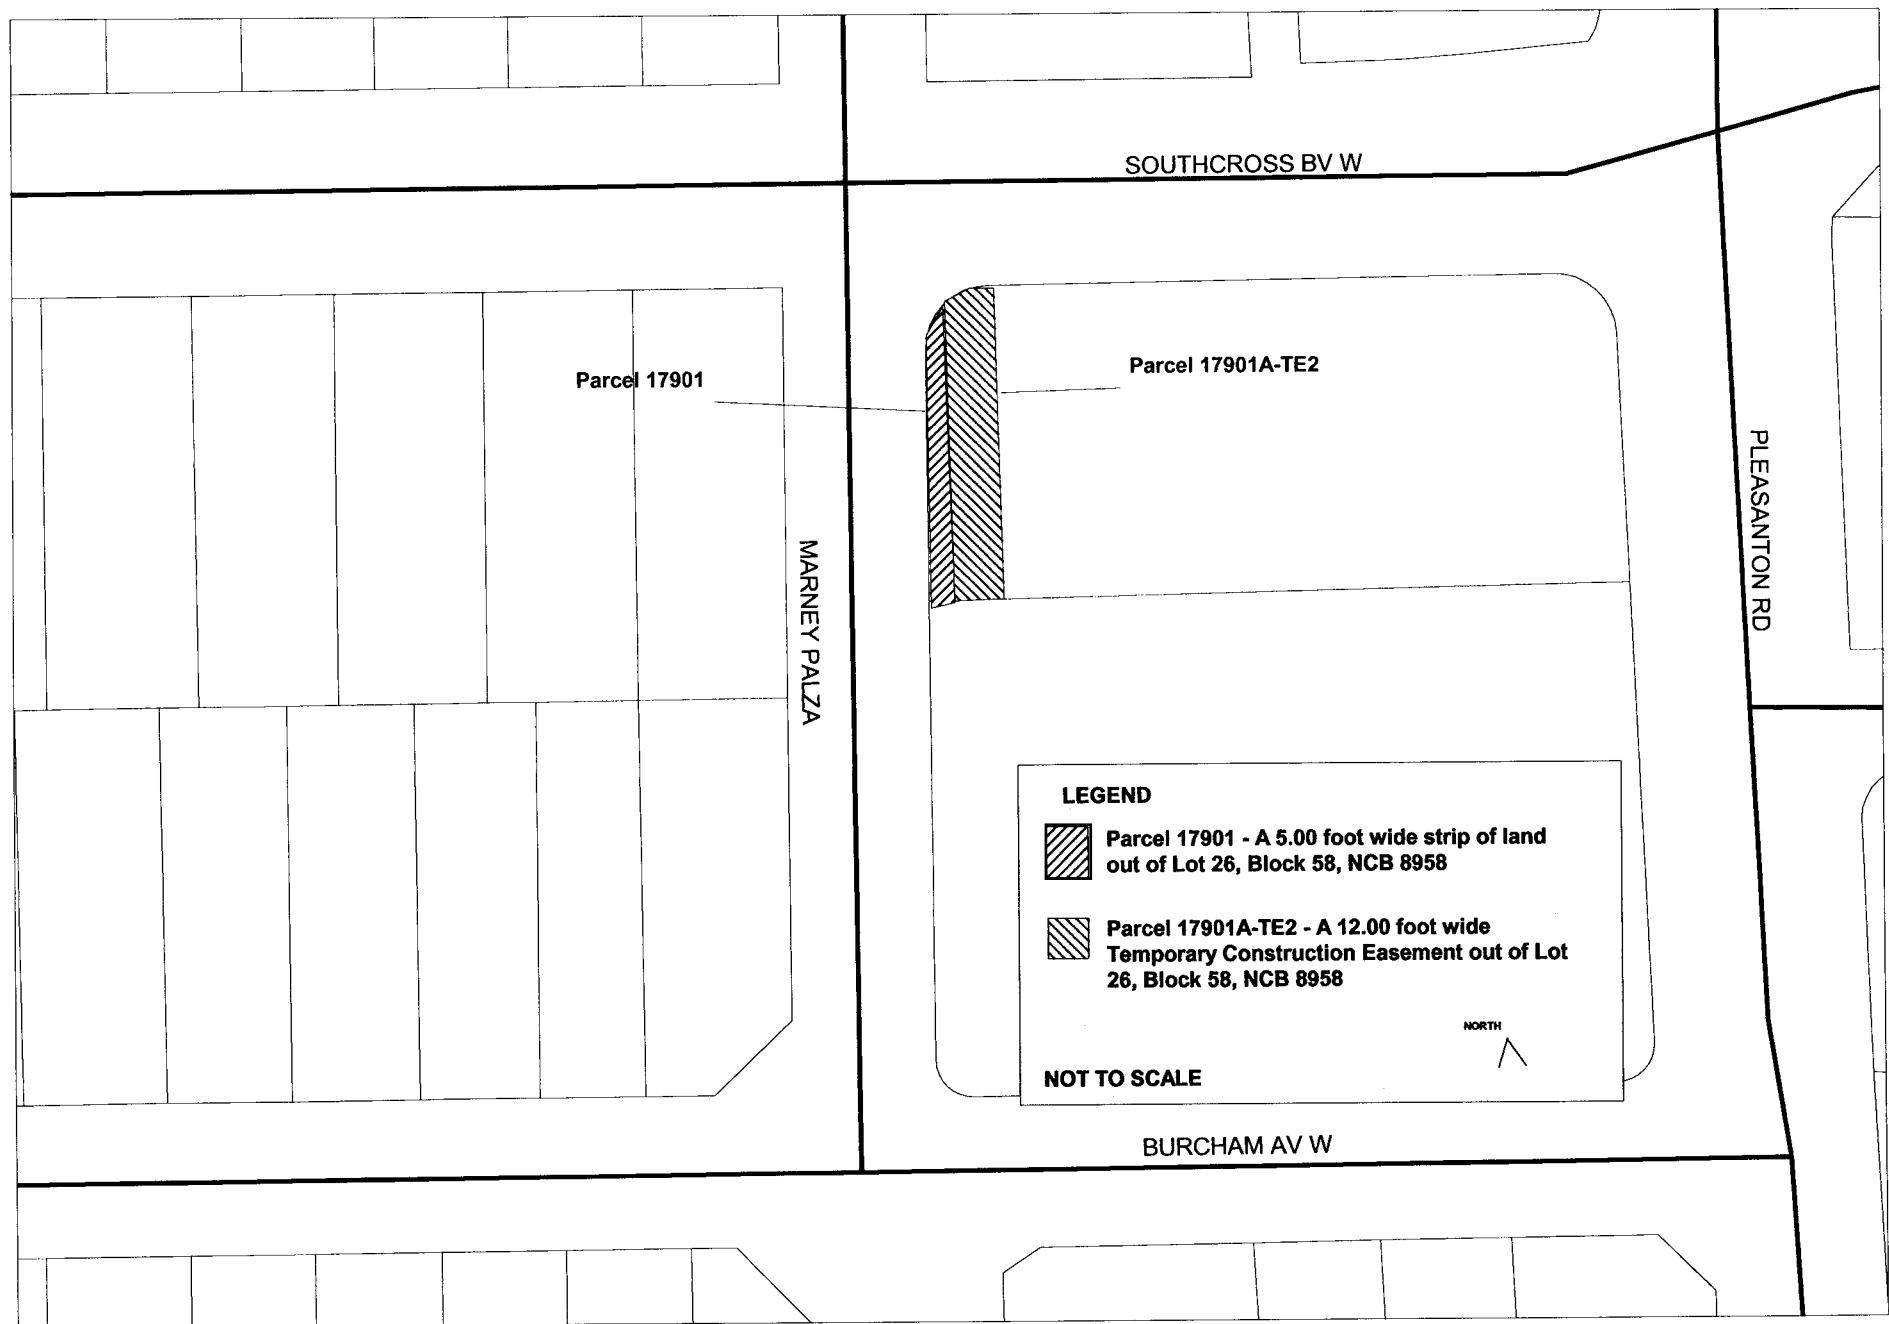 SOUTHCROSS BV W
Parcel 17901
Parcel 17901A-TE2
MARNEY PALZA
PLEASANTON RD
LEGEND
Parcel 17901 - A 5.00 foot wide strip of land
out of Lot 26, Block 58, NCB 8958
Parcel 17901A-TE2 - A 12.00 foot wide
Temporary Construction Easement out of Lot
26, Block 58, NCB 8958
NORTH
NOT TO SCALE
BURCHAM AV W